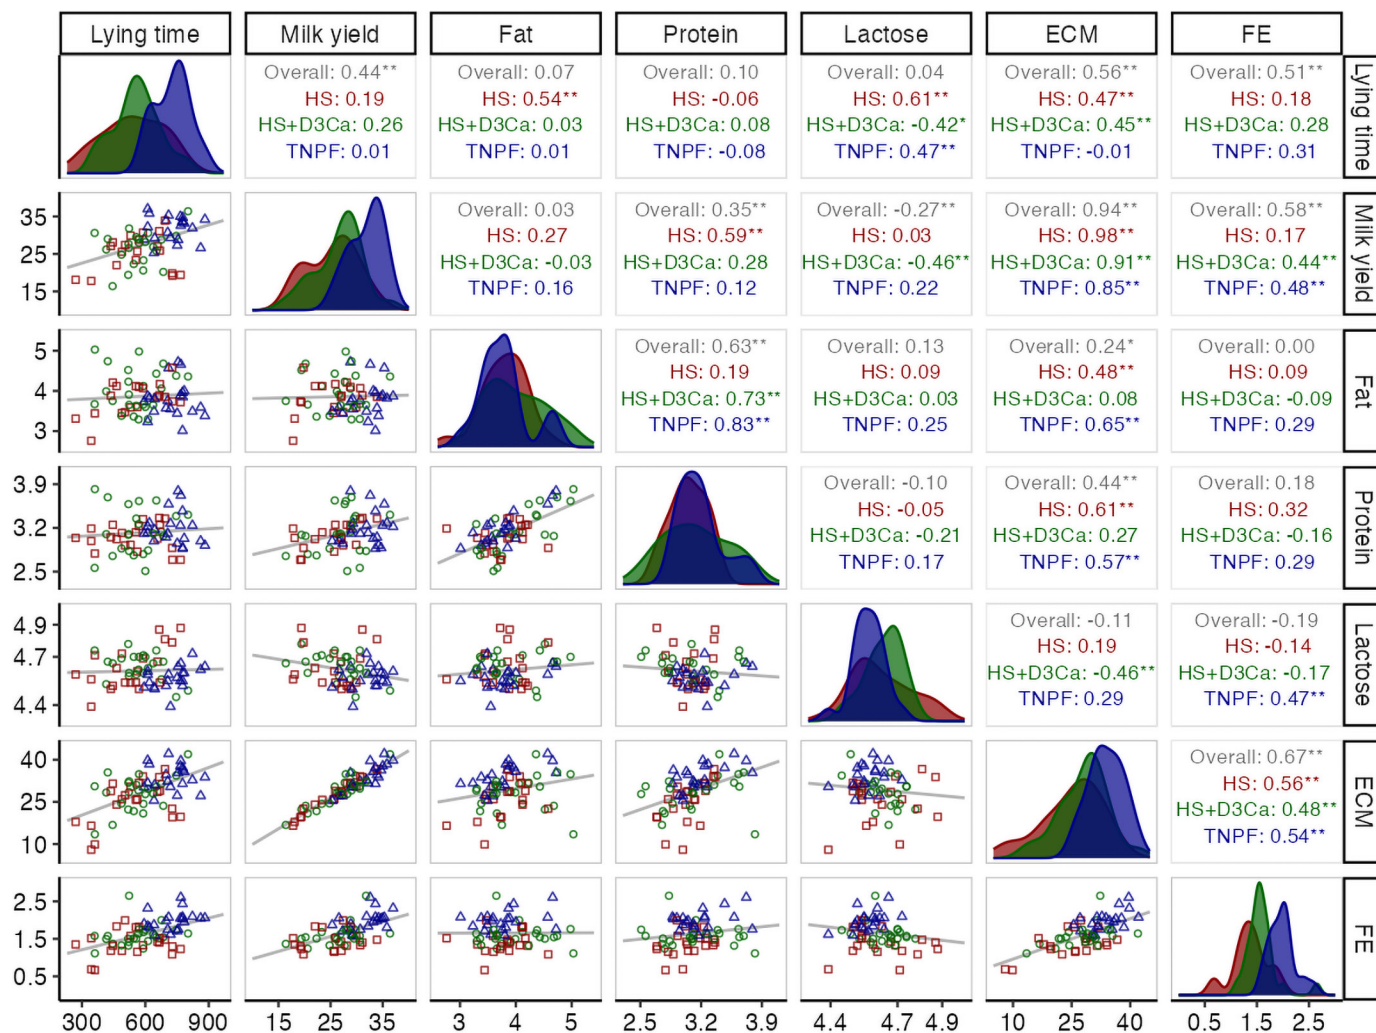 Lying time Milk yield Fat Protein Lactose ECM FE
Overall: 0.44** Overall: 0.07 Overall: 0.10 Overall: 0.04 Overall: 0.56** Overall: 0.51**
HS: 0.19 HS: 0.54** HS: -0.06 HS: 0.61** HS: 0.47** HS: 0.18
HS+D3Ca: 0.26 HS+D3Ca: 0.03 HS+D3Ca: 0.08 HS+D3Ca: -0.42* HS+D3Ca: 0.45** HS+D3Ca: 0.28
TNPF: 0.01 TNPF: 0.01 TNPF: -0.08 TNPF: 0.47** TNPF: -0.01 TNPF: 0.31
Lying time
35
25
15
Overall: 0.03 Overall: 0.35** Overall: -0.27** Overall: 0.94** Overall: 0.58**
HS: 0.27 HS: 0.59** HS: 0.03 HS: 0.98** HS: 0.17
HS+D3Ca: -0.03 HS+D3Ca: 0.28 HS+D3Ca: -0.46** HS+D3Ca: 0.91** HS+D3Ca: 0.44**
TNPF: 0.16 TNPF: 0.12 TNPF: 0.22 TNPF: 0.85** TNPF: 0.48**
Milk yield
5
4
3
Overall: 0.63** Overall: 0.13 Overall: 0.24* Overall: 0.00
HS: 0.19 HS: 0.09 HS: 0.48** HS: 0.09
HS+D3Ca: 0.73** HS+D3Ca: 0.03 HS+D3Ca: 0.08 HS+D3Ca: -0.09
TNPF: 0.83** TNPF: 0.25 TNPF: 0.65** TNPF: 0.29
Fat
3.9
3.2
2.5
Overall: -0.10 Overall: 0.44** Overall: 0.18
HS: -0.05 HS: 0.61** HS: 0.32
HS+D3Ca: -0.21 HS+D3Ca: 0.27 HS+D3Ca: -0.16
TNPF: 0.17 TNPF: 0.57** TNPF: 0.29
Protein
4.9
4.7
4.4
Overall: -0.11 Overall: -0.19
HS: 0.19 HS: -0.14
HS+D3Ca: -0.46** HS+D3Ca: -0.17
TNPF: 0.29 TNPF: 0.47**
Lactose
40
25
10
Overall: 0.67**
HS: 0.56**
HS+D3Ca: 0.48**
TNPF: 0.54**
ECM
2.5
1.5
0.5
FE
300 600 900 15 25 35 3 4 5 2.5 3.2 3.9 4.4 4.7 4.9 10 25 40 0.5 1.5 2.5